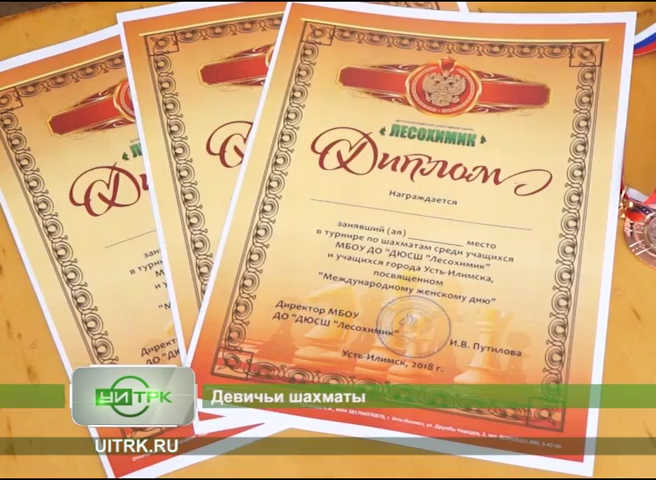 ЛЕСОХИМИК
Диплом
Награждается
занявший (ая)__________ место
в турнире по шахматам среди учащихся
МБОУ ДО "ДЮСШ "Лесохимик"
и учащихся города Усть-Илимска,
посвященном
"Международному женскому дню"
Директор МБОУ
ДО "ДЮСШ "Лесохимик"
И.В. Путилова
Усть-Илимск, 2018 г.
УИТРК
Девичьи шахматы
UITRK.RU